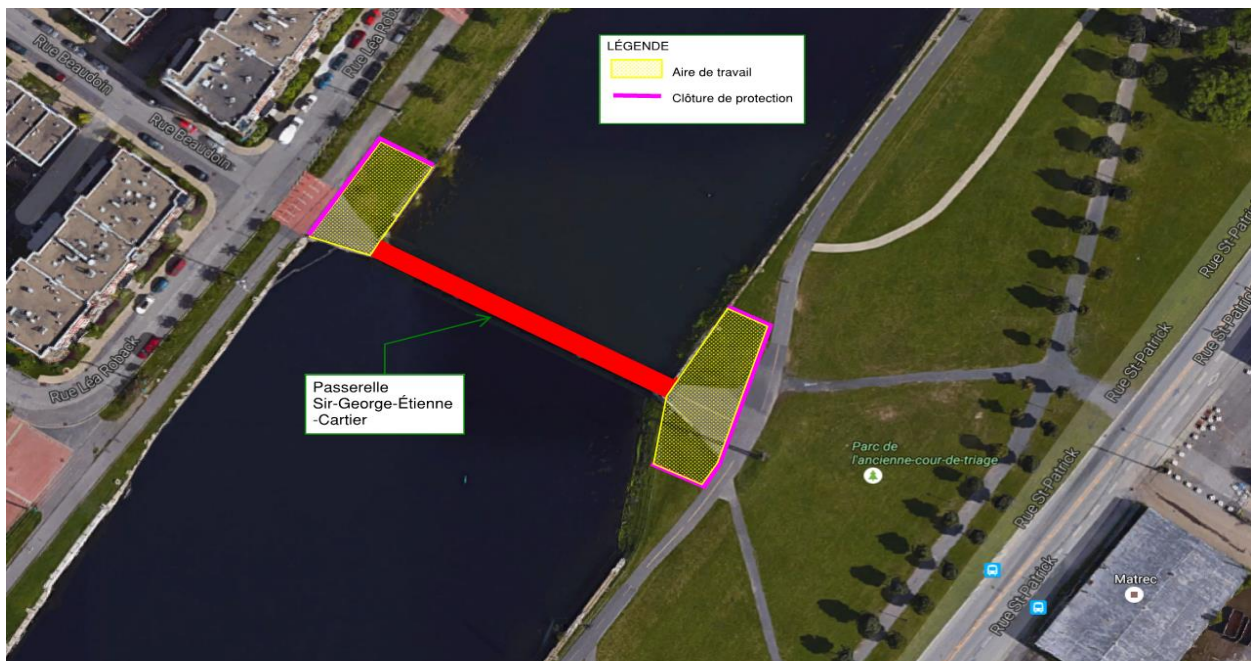 LÉGENDE
Aire de travail
Clôture de protection
Rue Beaudoin
Rue Beaudoin
Rue Léa Roback
Rue Léa Roback
Passerelle
Sir-George-Étienne
-Cartier
Parc de
l'ancienne-cour-de-triage
Rue St-Patrick
Rue St-Patrick
Rue St-Patrick
Rue St-Patrick
Rue St-Patrick
Matrec